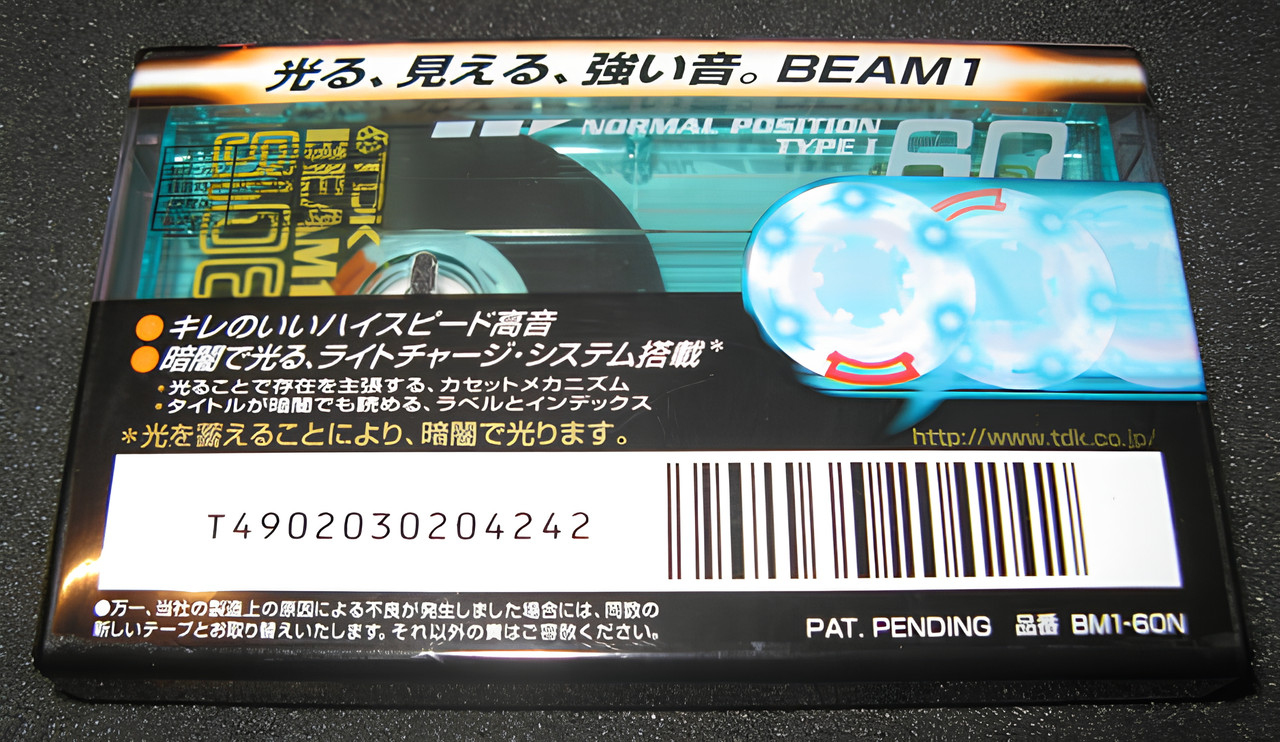 光る、見える、強い音。BEAM1
NORMAL POSITION
TYPE I
60
TDK
BEAM1
SIDE
●キレのいいハイスピード高音
●暗闇で光る、ライトチャージ・システム搭載*
・光ることで存在を主張する、カセットメカニズム
・タイトルが暗闇でも読める、ラベルとインデックス
*光を蓄えることにより、暗闇で光ります。
http://www.tdk.co.jp/
T4902030204242
●万一、当社の製造上の原因による不良が発生しました場合には、同数の
新しいテープとお取り替えいたします。それ以外の責はご容赦ください。
PAT. PENDING 品番 BM1-60N